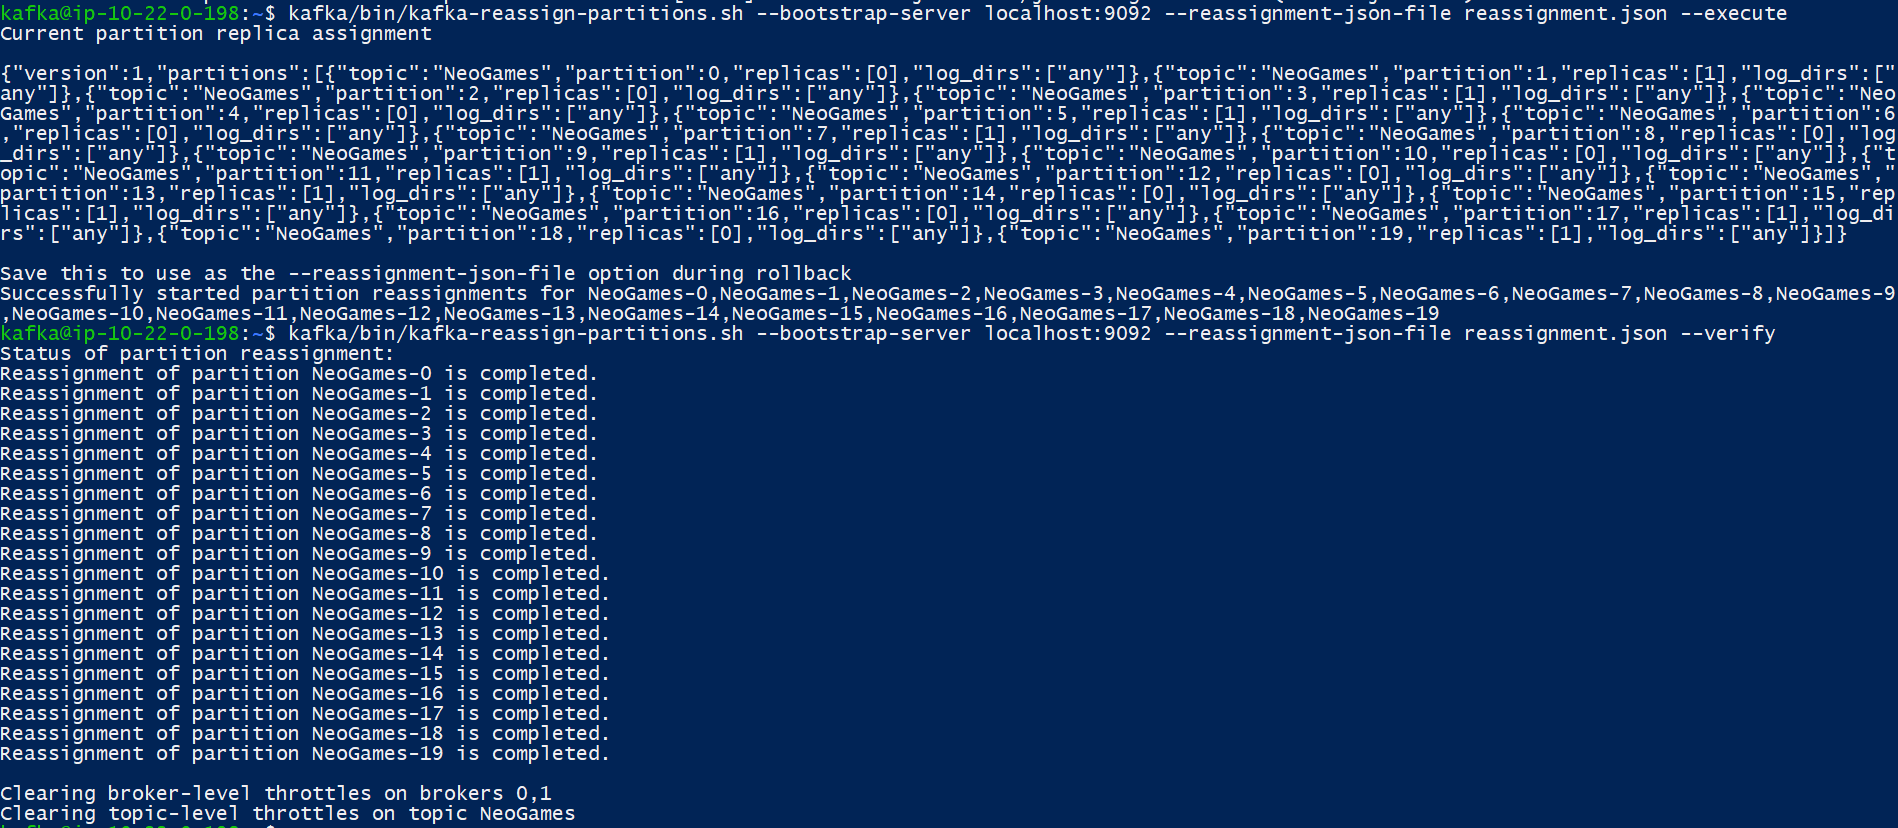 kafka@ip-10-22-0-198:~$ kafka/bin/kafka-reassign-partitions.sh --bootstrap-server localhost:9092 --reassignment-json-file reassignment.json --execute
Current partition replica assignment
{"version":1,"partitions":[{"topic":"NeoGames","partition":0,"replicas":[0],"log_dirs":["any"]},{"topic":"NeoGames","partition":1,"replicas":[1],"log_dirs":["
any"]},{"topic":"NeoGames","partition":2,"replicas":[0],"log_dirs":["any"]},{"topic":"NeoGames","partition":3,"replicas":[1],"log_dirs":["any"]},{"topic":"Neo
Games","partition":4,"replicas":[0],"log_dirs":["any"]},{"topic":"NeoGames","partition":5,"replicas":[1],"log_dirs":["any"]},{"topic":"NeoGames","partition":6
,"replicas":[0],"log_dirs":["any"]},{"topic":"NeoGames","partition":7,"replicas":[1],"log_dirs":["any"]},{"topic":"NeoGames","partition":8,"replicas":[0],"log
_dirs":["any"]},{"topic":"NeoGames","partition":9,"replicas":[1],"log_dirs":["any"]},{"topic":"NeoGames","partition":10,"replicas":[0],"log_dirs":["any"]},{"t
opic":"NeoGames","partition":11,"replicas":[1],"log_dirs":["any"]},{"topic":"NeoGames","partition":12,"replicas":[0],"log_dirs":["any"]},{"topic":"NeoGames","
partition":13,"replicas":[1],"log_dirs":["any"]},{"topic":"NeoGames","partition":14,"replicas":[0],"log_dirs":["any"]},{"topic":"NeoGames","partition":15,"rep
licas":[1],"log_dirs":["any"]},{"topic":"NeoGames","partition":16,"replicas":[0],"log_dirs":["any"]},{"topic":"NeoGames","partition":17,"replicas":[1],"log_di
rs":["any"]},{"topic":"NeoGames","partition":18,"replicas":[0],"log_dirs":["any"]},{"topic":"NeoGames","partition":19,"replicas":[1],"log_dirs":["any"]}]}
Save this to use as the --reassignment-json-file option during rollback
Successfully started partition reassignments for NeoGames-0,NeoGames-1,NeoGames-2,NeoGames-3,NeoGames-4,NeoGames-5,NeoGames-6,NeoGames-7,NeoGames-8,NeoGames-9
,NeoGames-10,NeoGames-11,NeoGames-12,NeoGames-13,NeoGames-14,NeoGames-15,NeoGames-16,NeoGames-17,NeoGames-18,NeoGames-19
kafka@ip-10-22-0-198:~$ kafka/bin/kafka-reassign-partitions.sh --bootstrap-server localhost:9092 --reassignment-json-file reassignment.json --verify
Status of partition reassignment:
Reassignment of partition NeoGames-0 is completed.
Reassignment of partition NeoGames-1 is completed.
Reassignment of partition NeoGames-2 is completed.
Reassignment of partition NeoGames-3 is completed.
Reassignment of partition NeoGames-4 is completed.
Reassignment of partition NeoGames-5 is completed.
Reassignment of partition NeoGames-6 is completed.
Reassignment of partition NeoGames-7 is completed.
Reassignment of partition NeoGames-8 is completed.
Reassignment of partition NeoGames-9 is completed.
Reassignment of partition NeoGames-10 is completed.
Reassignment of partition NeoGames-11 is completed.
Reassignment of partition NeoGames-12 is completed.
Reassignment of partition NeoGames-13 is completed.
Reassignment of partition NeoGames-14 is completed.
Reassignment of partition NeoGames-15 is completed.
Reassignment of partition NeoGames-16 is completed.
Reassignment of partition NeoGames-17 is completed.
Reassignment of partition NeoGames-18 is completed.
Reassignment of partition NeoGames-19 is completed.
Clearing broker-level throttles on brokers 0,1
Clearing topic-level throttles on topic NeoGames